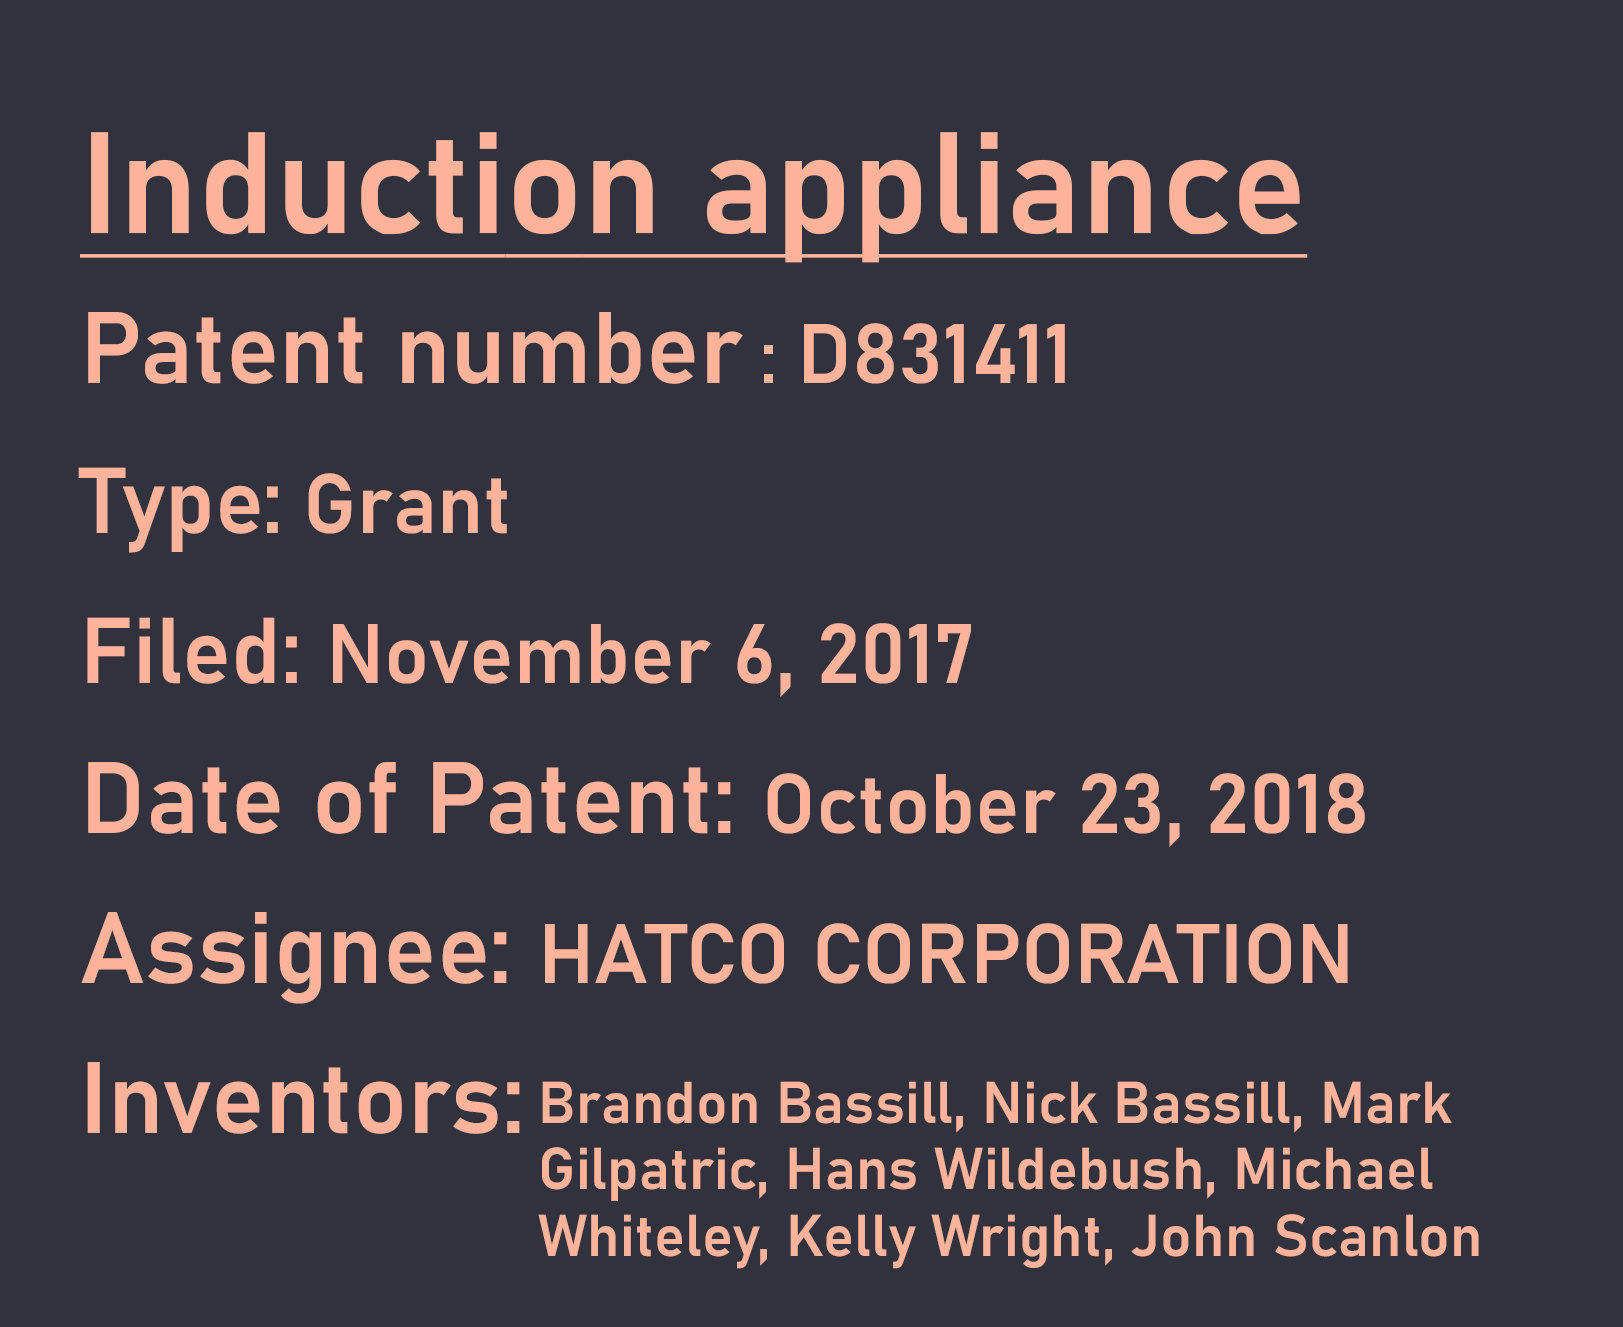 Induction appliance
Patent number : D831411
Type: Grant
Filed: November 6, 2017
Date of Patent: October 23, 2018
Assignee: HATCO CORPORATION
Inventors: Brandon Bassill, Nick Bassill, Mark
Gilpatric, Hans Wildebush, Michael
Whiteley, Kelly Wright, John Scanlon